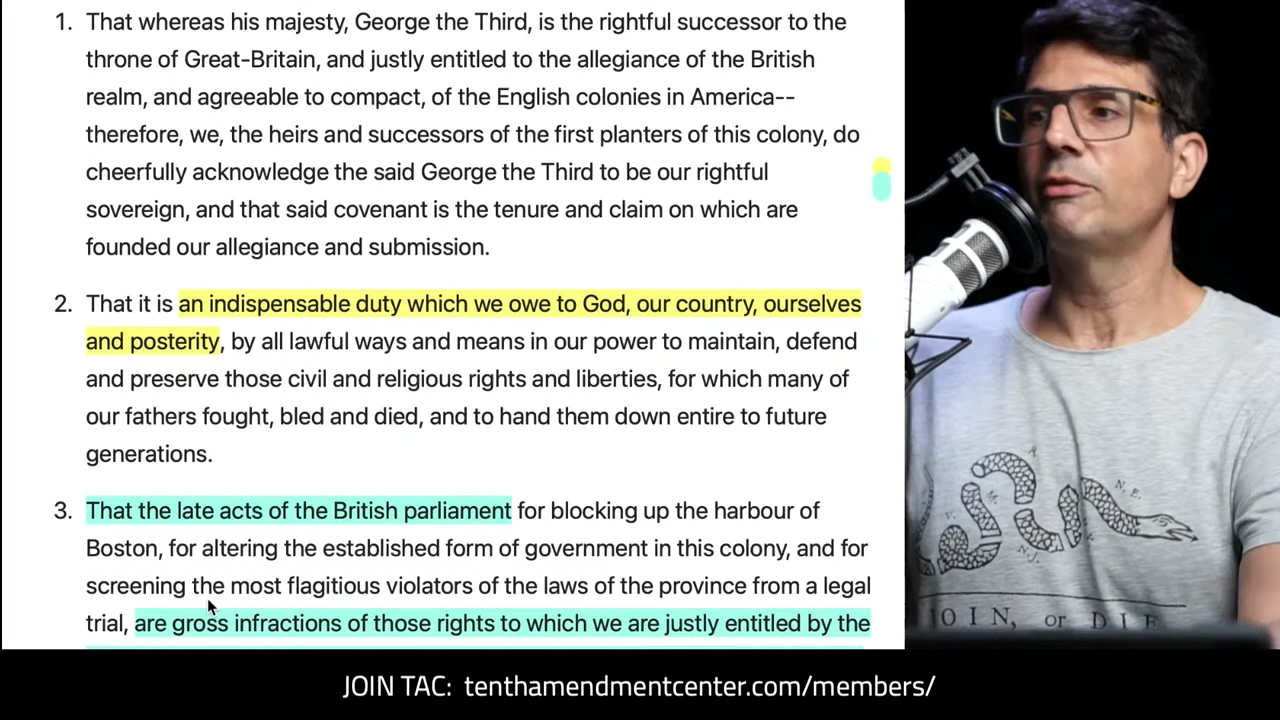 1. That whereas his majesty, George the Third, is the rightful successor to the
throne of Great-Britain, and justly entitled to the allegiance of the British
realm, and agreeable to compact, of the English colonies in America--
therefore, we, the heirs and successors of the first planters of this colony, do
cheerfully acknowledge the said George the Third to be our rightful
sovereign, and that said covenant is the tenure and claim on which are
founded our allegiance and submission.
2. That it is an indispensable duty which we owe to God, our country, ourselves
and posterity, by all lawful ways and means in our power to maintain, defend
and preserve those civil and religious rights and liberties, for which many of
our fathers fought, bled and died, and to hand them down entire to future
generations.
3. That the late acts of the British parliament for blocking up the harbour of
Boston, for altering the established form of government in this colony, and for
screening the most flagitious violators of the laws of the province from a legal
trial, are gross infractions of those rights to which we are justly entitled by the
N. E.
M.
V.
N. J.
JOIN, or DIE
JOIN TAC: tenthamendmentcenter.com/members/